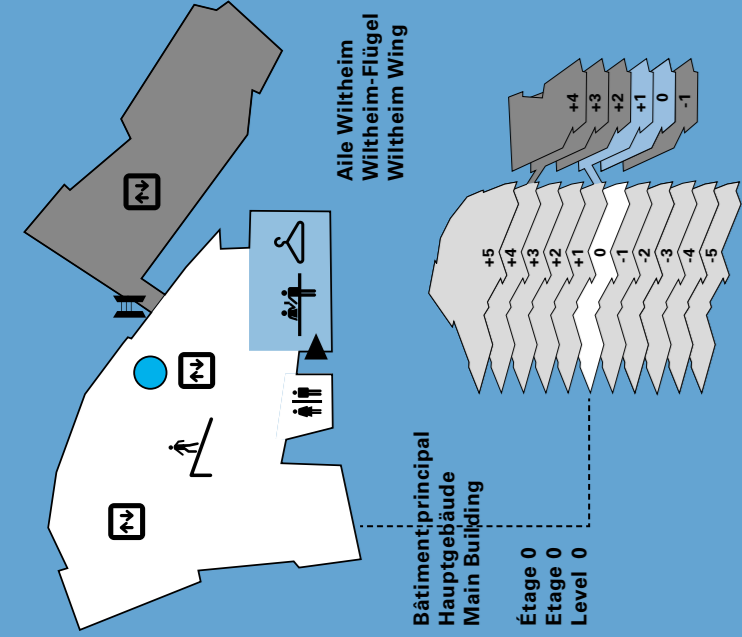 Aile Wiltheim
Wiltheim-Flügel
Wiltheim Wing
+4
+3
+2
+1
0
-1
+5
+4
+3
+2
+1
0
-1
-2
-3
-4
-5
Bâtiment principal
Hauptgebäude
Main Building
Étage 0
Etage 0
Level 0